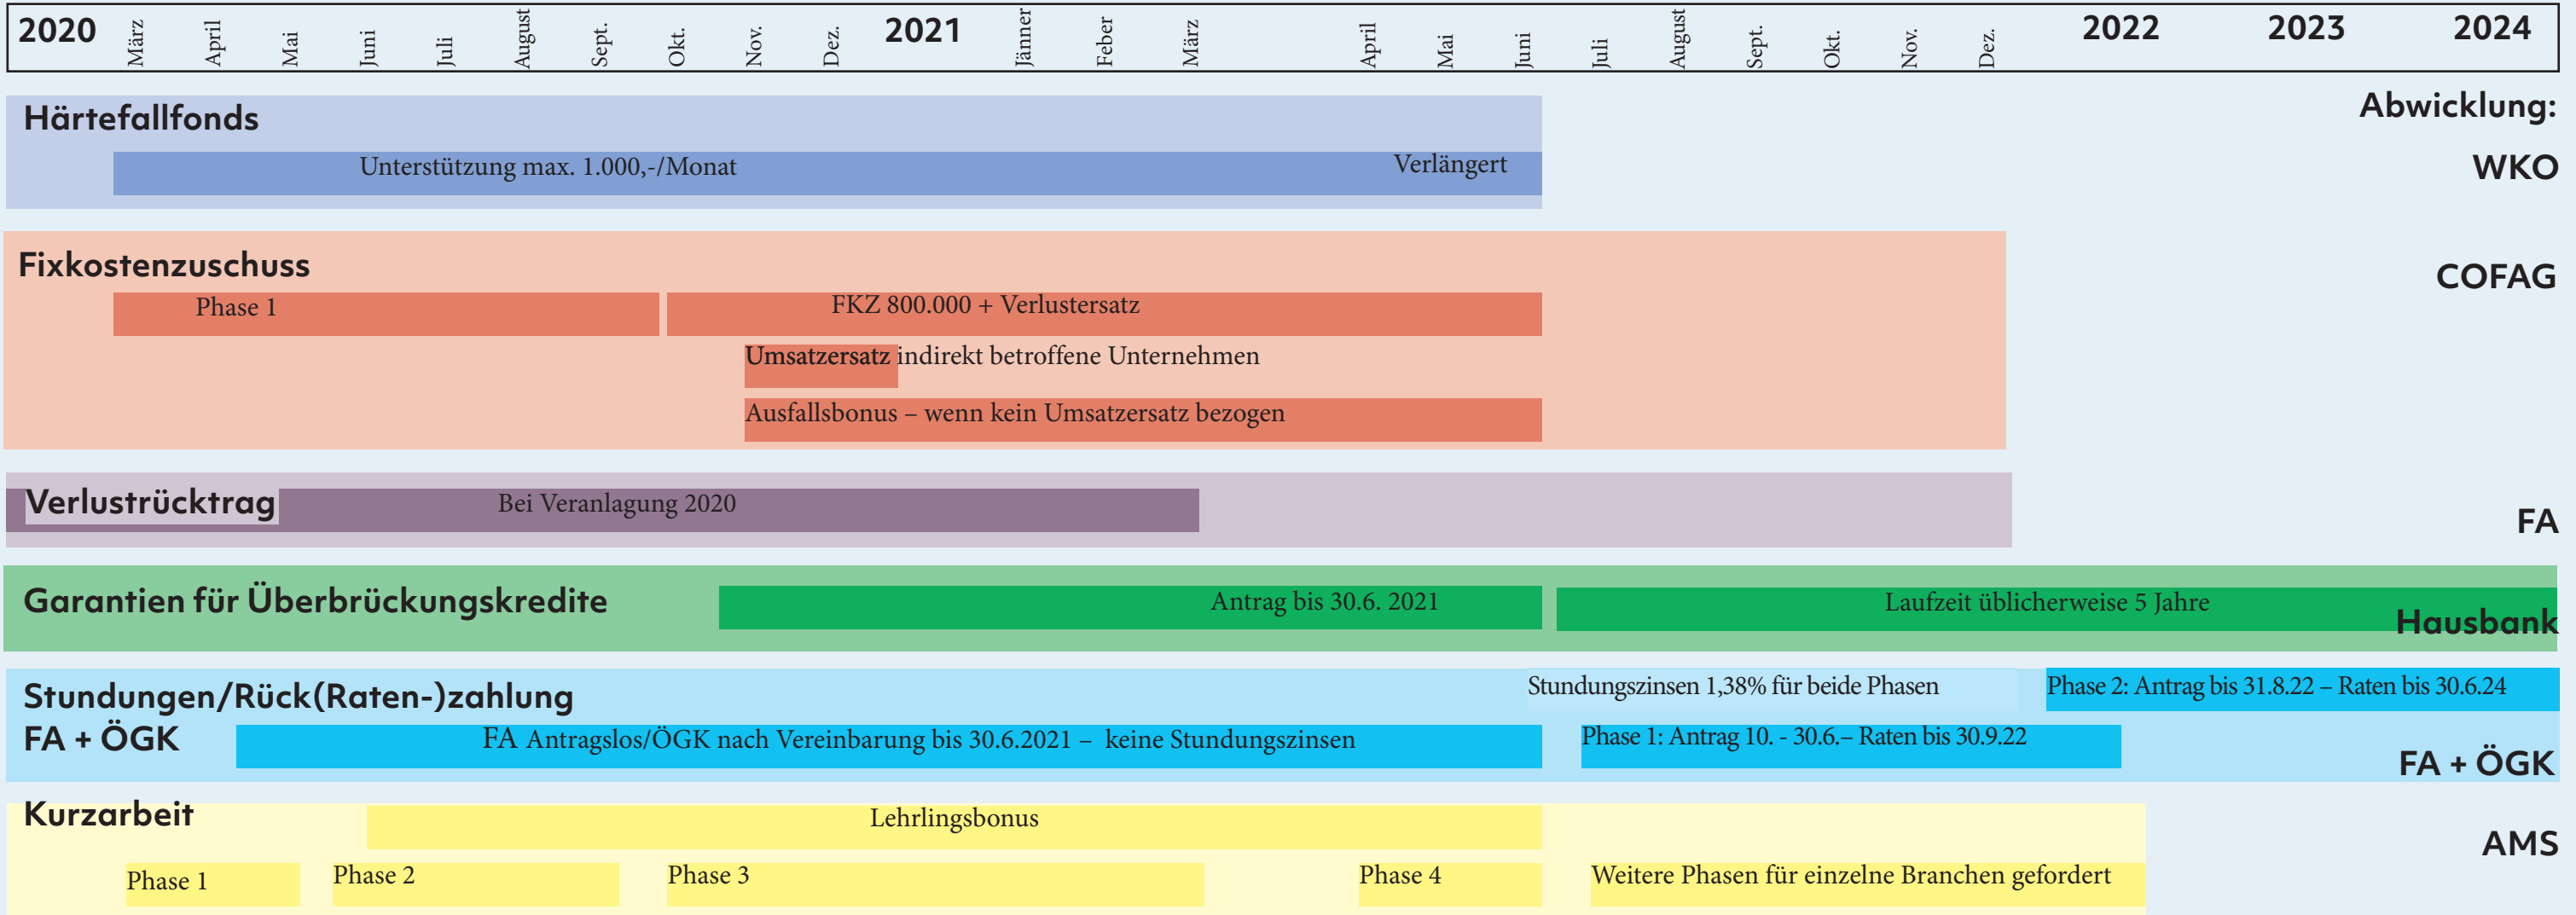 2020 März April Mai Juni Juli August Sept. Okt. Nov. Dez. 2021 Jänner Feber März April Mai Juni Juli August Sept. Okt. Nov. Dez. 2022 2023 2024
Härtefallfonds
Abwicklung:
Unterstützung max. 1.000,-/Monat Verlängert
WKO
Fixkostenzuschuss
COFAG
Phase 1
FKZ 800.000 + Verlustersatz
Umsatzersatz indirekt betroffene Unternehmen
Ausfallsbonus – wenn kein Umsatzersatz bezogen
Verlustrücktrag
Bei Veranlagung 2020
FA
Garantien für Überbrückungskredite
Antrag bis 30.6. 2021
Laufzeit üblicherweise 5 Jahre
Hausbank
Stundungen/Rück(Raten-)zahlung
Stundungszinsen 1,38% für beide Phasen
Phase 2: Antrag bis 31.8.22 – Raten bis 30.6.24
FA + ÖGK
FA Antragslos/ÖGK nach Vereinbarung bis 30.6.2021 – keine Stundungszinsen
Phase 1: Antrag 10. - 30.6.– Raten bis 30.9.22
FA + ÖGK
Kurzarbeit
Lehrlingsbonus
AMS
Phase 1
Phase 2
Phase 3
Phase 4
Weitere Phasen für einzelne Branchen gefordert